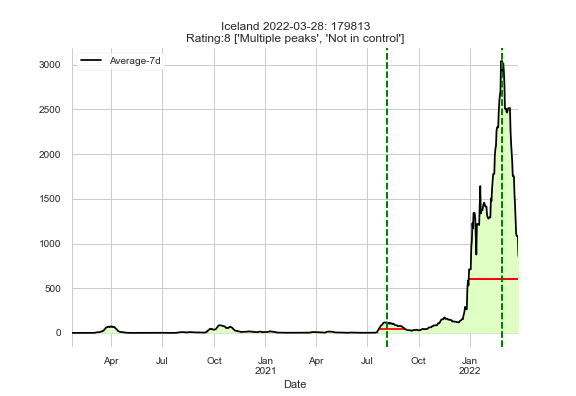 Iceland 2022-03-28: 179813
Rating:8 ['Multiple peaks', 'Not in control']
Average-7d
3000
2500
2000
1500
1000
500
0
Apr Jul Oct Jan Apr Jul Oct Jan
2021 2022
Date